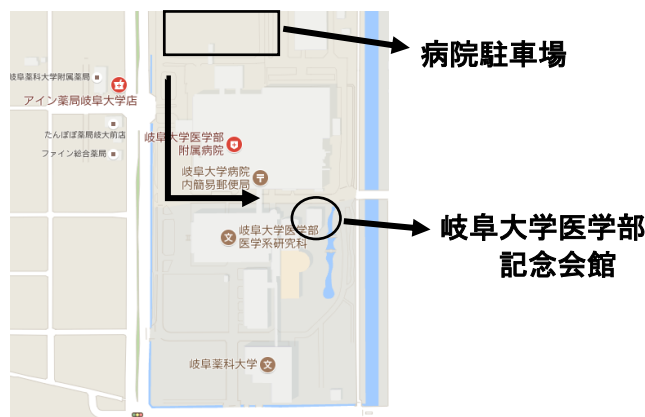 病院駐車場
岐阜薬科大学附属薬局
アイン薬局岐阜大学店
たんぽぽ薬局岐大前店
岐阜大学医学部
附属病院
ファイン総合薬局
岐阜大学病院
内簡易郵便局
岐阜大学医学部
記念会館
岐阜大学医学部
医学系研究科
岐阜薬科大学